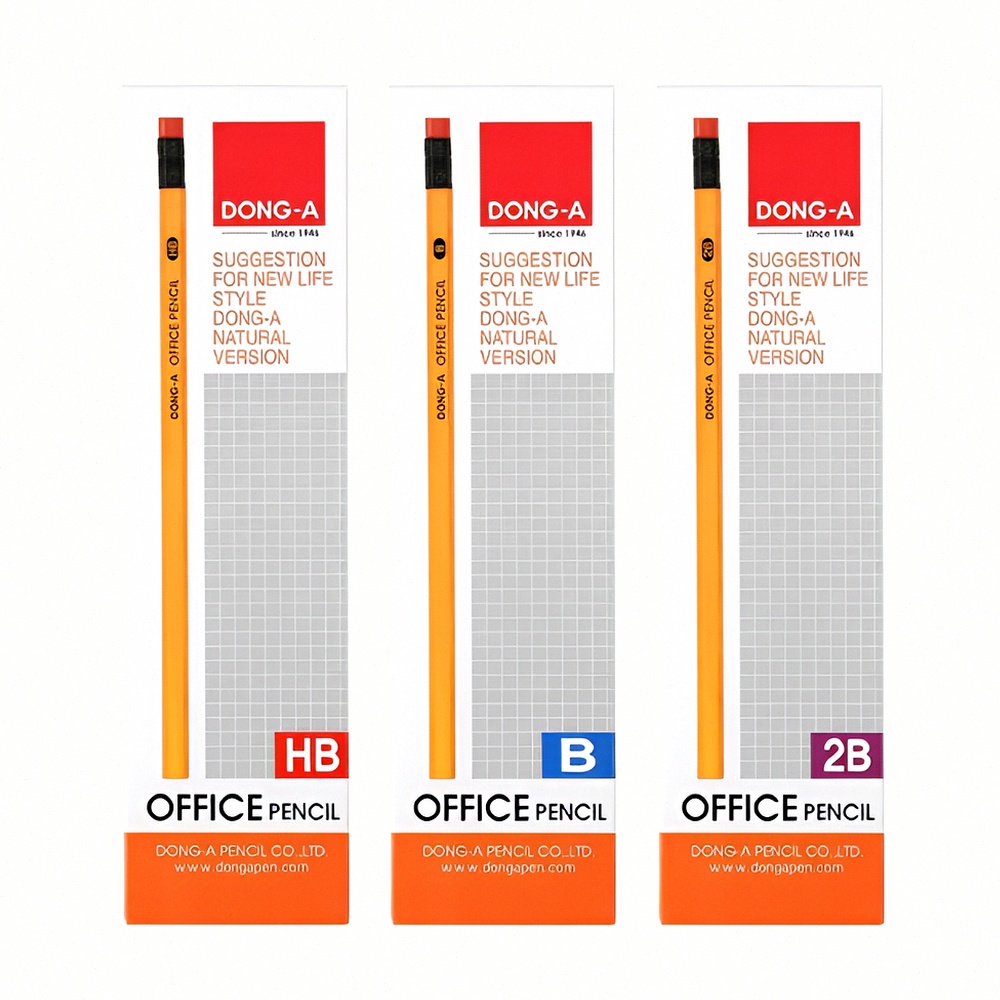 DONG-A
since 1946
SUGGESTION
FOR NEW LIFE
STYLE
DONG-A
NATURAL
VERSION
HB
DONG-A OFFICE PENCIL
HB
OFFICE PENCIL
DONG-A PENCIL CO.,LTD.
www.dongapen.com
DONG-A
since 1946
SUGGESTION
FOR NEW LIFE
STYLE
DONG-A
NATURAL
VERSION
B
DONG-A OFFICE PENCIL
B
OFFICE PENCIL
DONG-A PENCIL CO.,LTD.
www.dongapen.com
DONG-A
since 1946
SUGGESTION
FOR NEW LIFE
STYLE
DONG-A
NATURAL
VERSION
2B
DONG-A OFFICE PENCIL
2B
OFFICE PENCIL
DONG-A PENCIL CO.,LTD.
www.dongapen.com